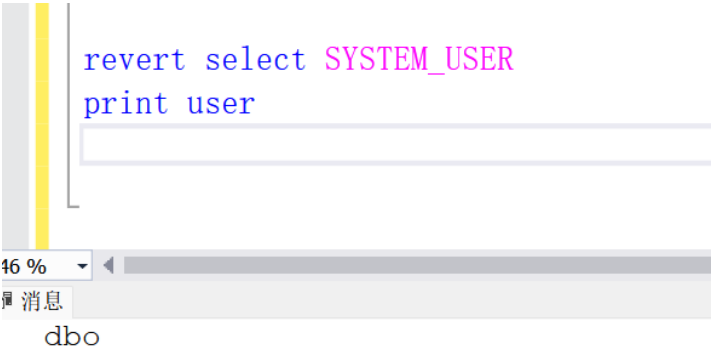 revert select SYSTEM_USER
print user
46 %
消息
dbo